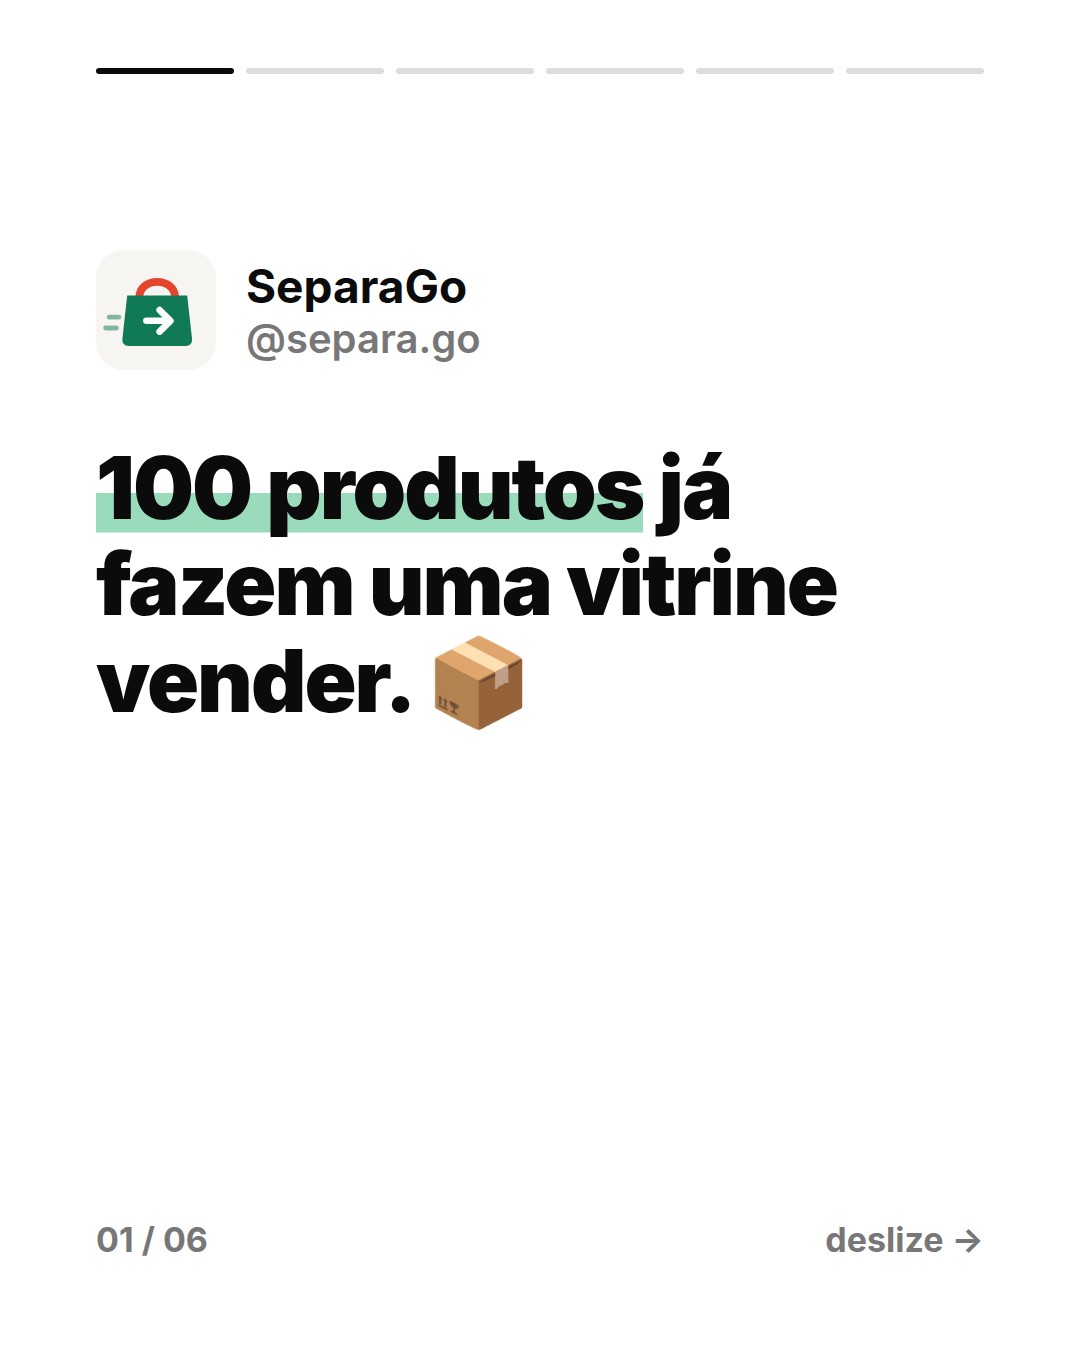 SeparaGo
@separa.go
100 produtos já
fazem uma vitrine
vender. 📦
01 / 06
deslize →